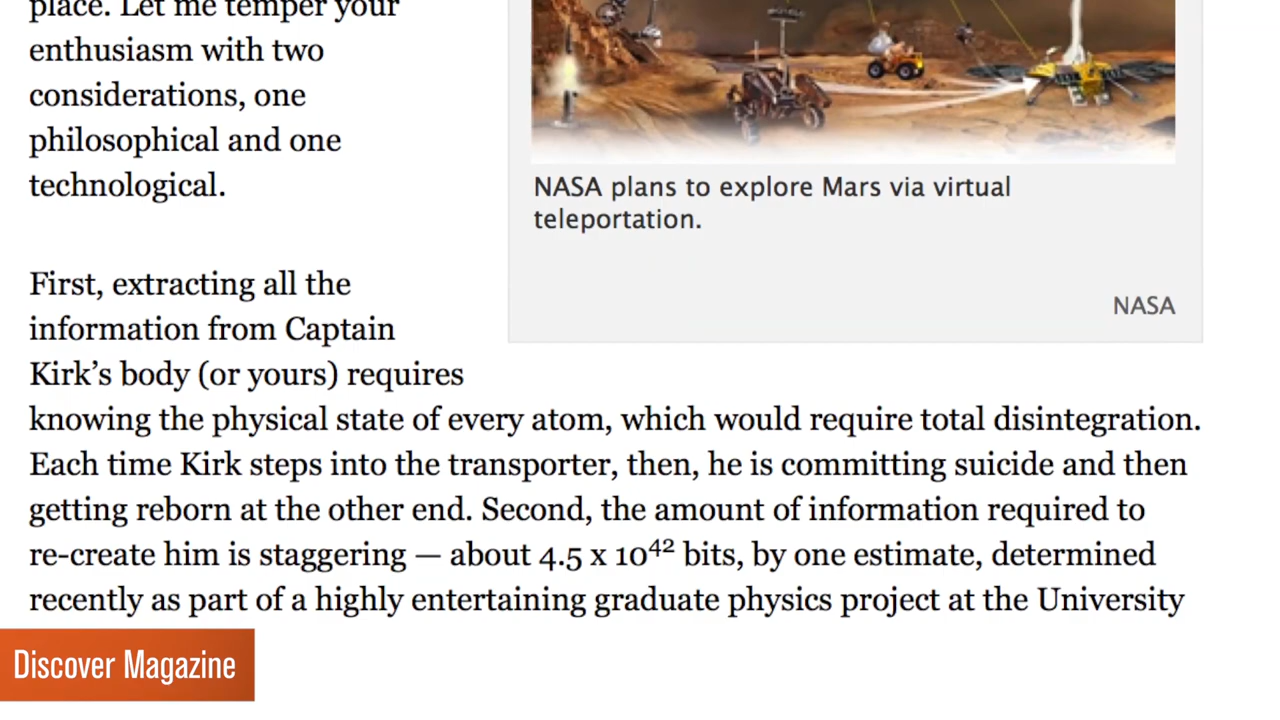 place. Let me temper your
enthusiasm with two
considerations, one
philosophical and one
technological.
NASA plans to explore Mars via virtual
teleportation.
NASA
First, extracting all the
information from Captain
Kirk’s body (or yours) requires
knowing the physical state of every atom, which would require total disintegration.
Each time Kirk steps into the transporter, then, he is committing suicide and then
getting reborn at the other end. Second, the amount of information required to
re-create him is staggering — about 4.5 x 10⁴² bits, by one estimate, determined
recently as part of a highly entertaining graduate physics project at the University
Discover Magazine